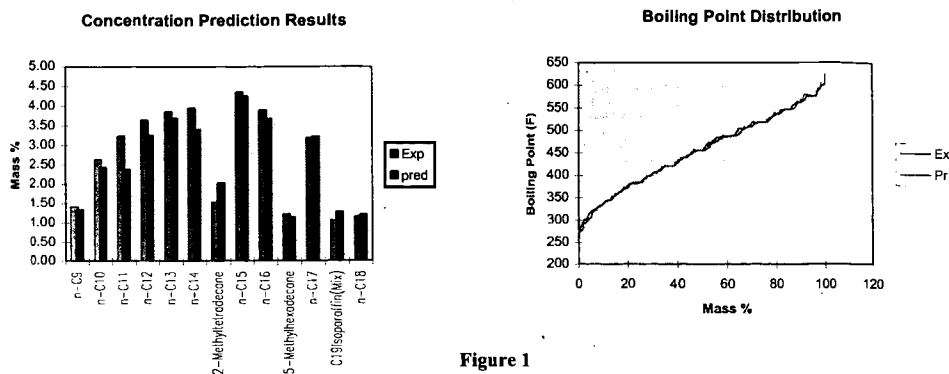 Concentration Prediction Results
5.00
4.50
4.00
3.50
3.00
2.50
2.00
1.50
1.00
0.50
0.00
Mass %
n-C9
n-C10
n-C11
n-C12
n-C13
n-C14
2-Methyltetradecane
n-C15
n-C16
5-Methylhexadecane
n-C17
C19Isoparaffin(Mix)
n-C18
Exp
pred
Boiling Point Distribution
650
600
550
500
450
400
350
300
250
200
Boiling Point (F)
0 20 40 60 80 100 120
Mass %
Ex
Pr
Figure 1